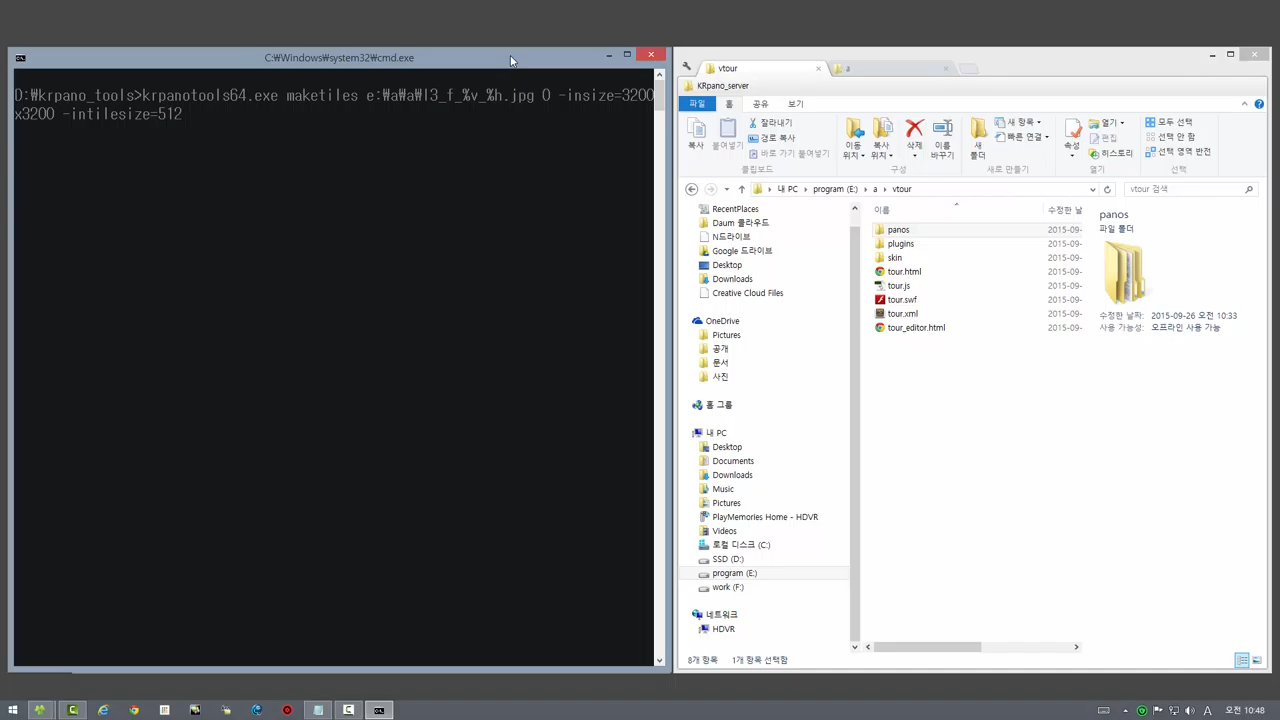 C:₩Windows₩system32₩cmd.exe
:₩krpano_tools>krpanotools64.exe maketiles e:₩a₩a₩l3_f_%v_%h.jpg 0 -insize=3200
x3200 -intilesize=512
vtour
a
KRpano_server
파일
홈
공유
보기
복사
붙여넣기
잘라내기
경로 복사
바로 가기 붙여넣기
클립보드
이동
위치
복사
위치
삭제
이름
바꾸기
구성
새
폴더
새 항목
빠른 연결
새로 만들기
속성
열기
편집
히스토리
열기
모두 선택
선택 안 함
선택 영역 반전
선택
내 PC
program (E:)
a
vtour
vtour 검색
RecentPlaces
Daum 클라우드
N드라이브
Google 드라이브
Desktop
Downloads
Creative Cloud Files
OneDrive
Pictures
공개
문서
사진
홈 그룹
내 PC
Desktop
Documents
Downloads
Music
Pictures
PlayMemories Home - HDVR
Videos
로컬 디스크 (C:)
SSD (D:)
program (E:)
work (F:)
네트워크
HDVR
이름
수정한 날
panos 2015-09-
plugins 2015-09-
skin 2015-09-
tour.html 2015-09-
tour.js 2015-09-
tour.swf 2015-09-
tour.xml 2015-09-
tour_editor.html 2015-09-
panos
파일 폴더
수정한 날짜: 2015-09-26 오전 10:33
사용 가능성: 오프라인 사용 가능
8개 항목
1개 항목 선택함
A
오전 10:48